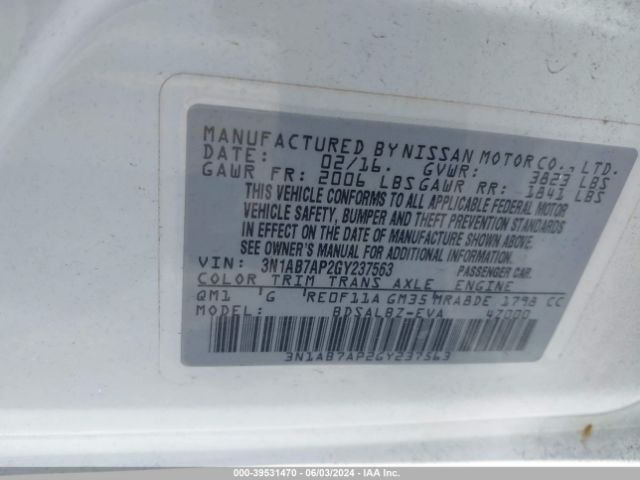 MANUFACTURED BY NISSAN MOTOR CO., LTD.
DATE: 02/16. GVWR: 3823 LBS
GAWR FR: 2006 LBS GAWR RR: 1841 LBS
THIS VEHICLE CONFORMS TO ALL APPLICABLE FEDERAL MOTOR
VEHICLE SAFETY, BUMPER AND THEFT PREVENTION STANDARDS
IN EFFECT ON THE DATE OF MANUFACTURE SHOWN ABOVE.
SEE OWNER'S MANUAL FOR ADDITIONAL INFORMATION.
VIN: 3N1AB7AP2GY237563 PASSENGER CAR
COLOR TRIM TRANS AXLE ENGINE
QM1 G RE0F11A GM35 MRA8DE 1798 CC
MODEL: BDSALBZ-EVA 4Z000
3N1AB7AP2GY237563
000-39531470 | 06/03/2024 | IAA Inc.